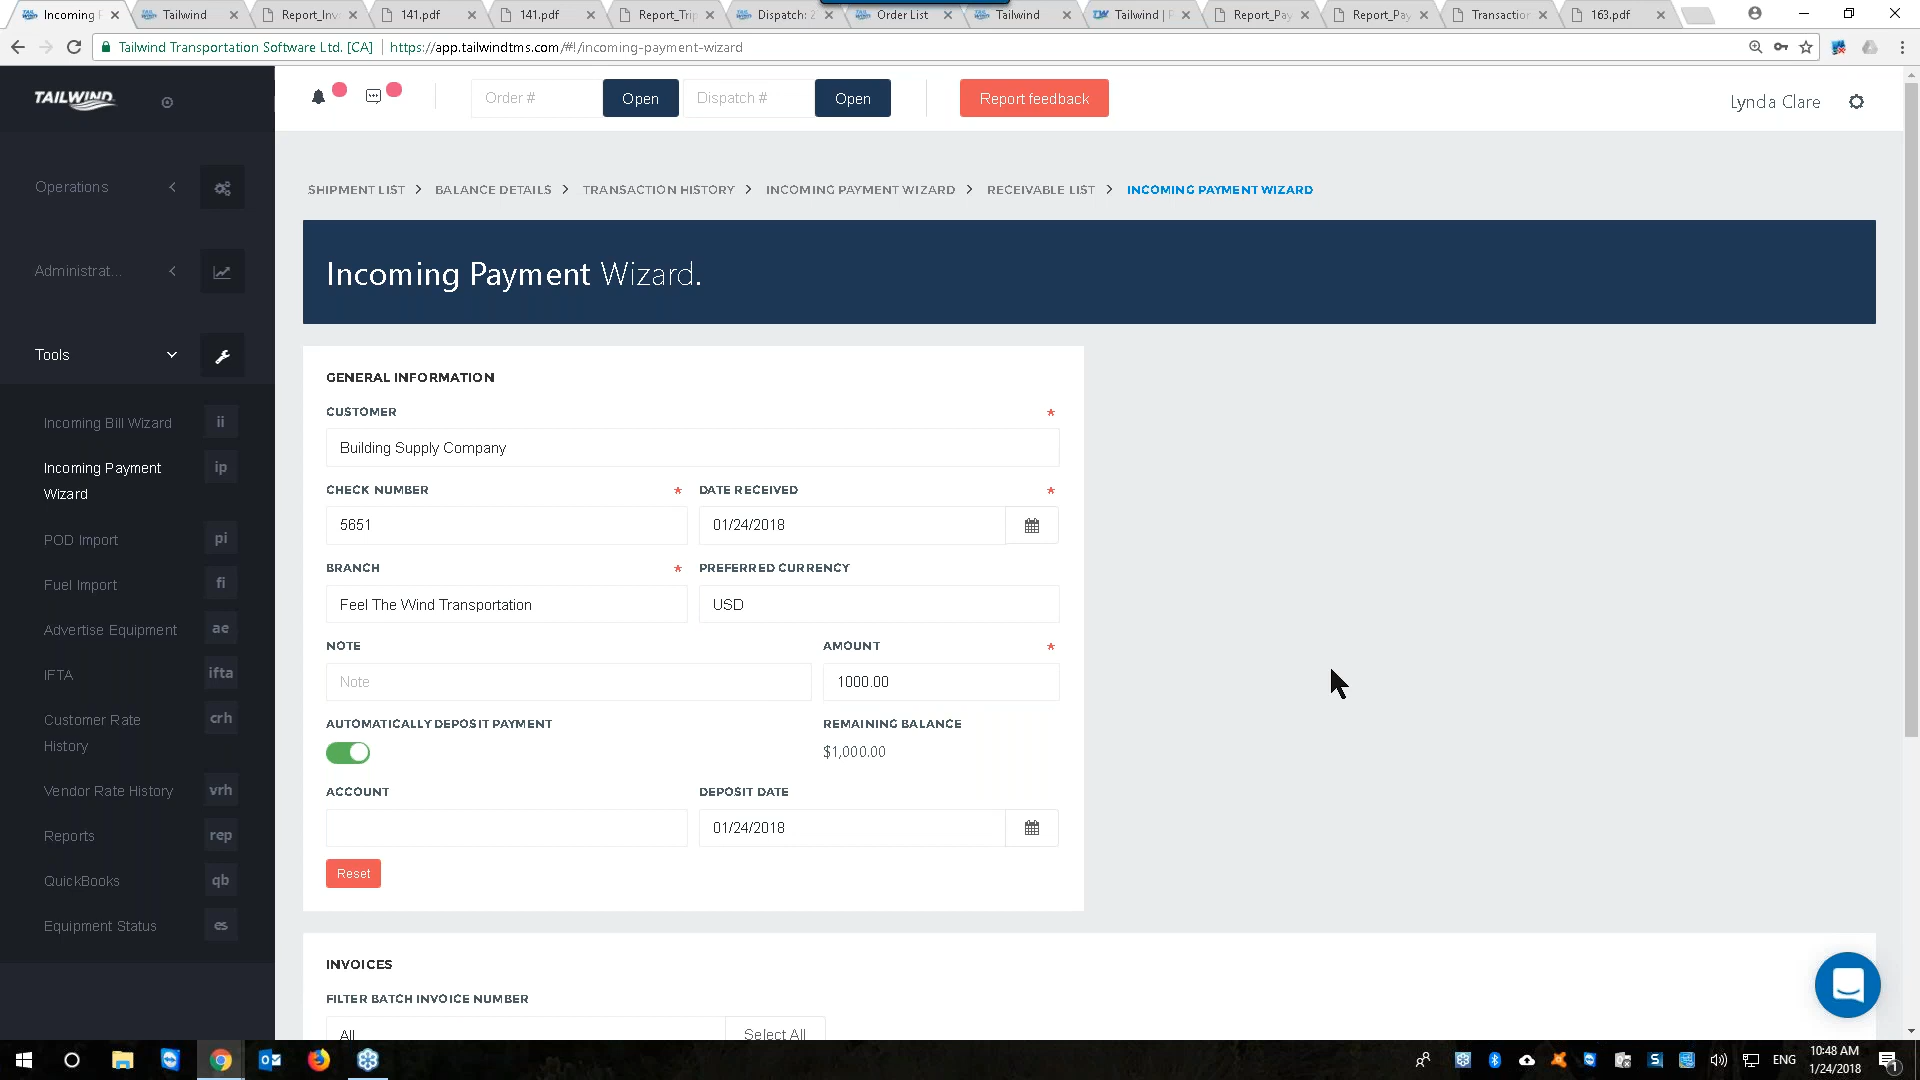 Incoming P
Tailwind
Report_Inv
141.pdf
141.pdf
Report_Trip
Dispatch: 2
Order List
Tailwind
Tailwind | F
Report_Pay
Report_Pay
Transaction
163.pdf
Tailwind Transportation Software Ltd. [CA]
https://app.tailwindtms.com/#!/incoming-payment-wizard
TAILWIND
Order #
Open
Dispatch #
Open
Report feedback
Lynda Clare
Operations
Administrat...
Tools
Incoming Bill Wizard
ii
Incoming Payment
Wizard
ip
POD Import
pi
Fuel Import
fi
Advertise Equipment
ae
IFTA
ifta
Customer Rate
History
crh
Vendor Rate History
vrh
Reports
rep
QuickBooks
qb
Equipment Status
es
SHIPMENT LIST > BALANCE DETAILS > TRANSACTION HISTORY > INCOMING PAYMENT WIZARD > RECEIVABLE LIST > INCOMING PAYMENT WIZARD
Incoming Payment Wizard.
GENERAL INFORMATION
CUSTOMER *
Building Supply Company
CHECK NUMBER *
DATE RECEIVED *
5651
01/24/2018
BRANCH *
PREFERRED CURRENCY
Feel The Wind Transportation
USD
NOTE
AMOUNT *
Note
1000.00
AUTOMATICALLY DEPOSIT PAYMENT
REMAINING BALANCE
$1,000.00
ACCOUNT
DEPOSIT DATE
01/24/2018
Reset
INVOICES
FILTER BATCH INVOICE NUMBER
All
Select All
ENG
10:48 AM
1/24/2018
1